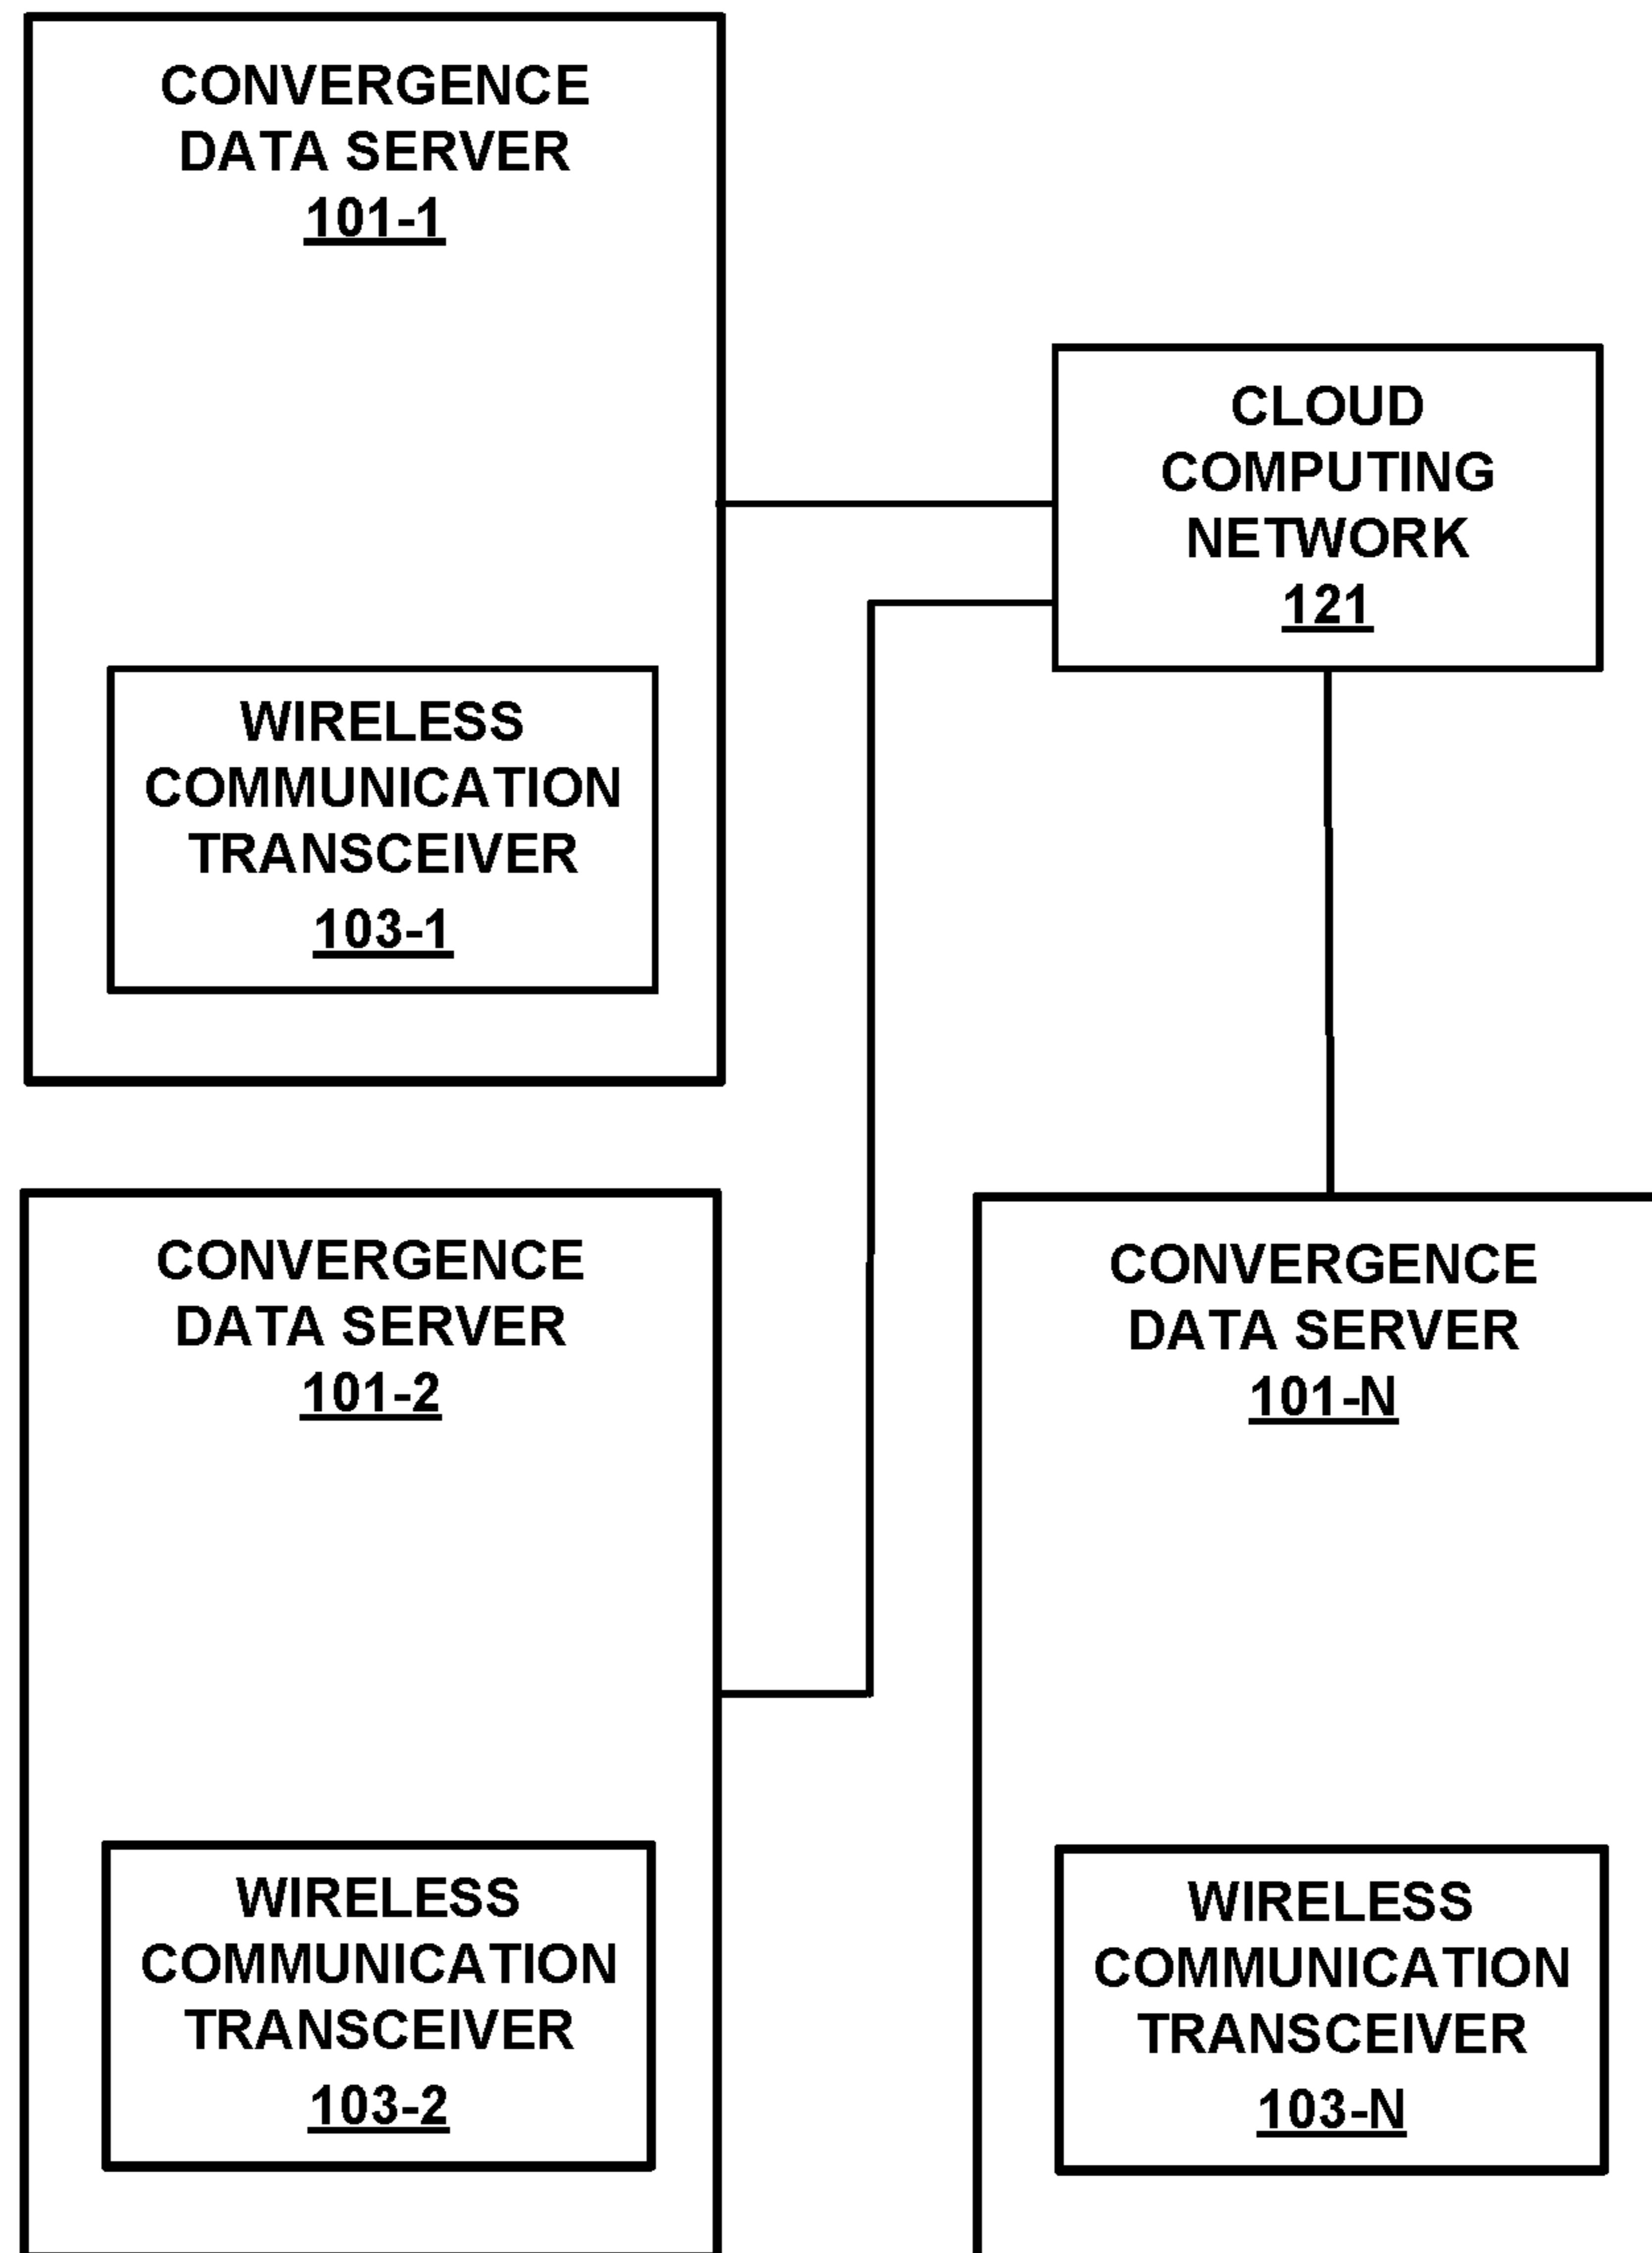 CONVERGENCE
DATA SERVER
101-1
WIRELESS
COMMUNICATION
TRANSCEIVER
103-1
CLOUD
COMPUTING
NETWORK
121
CONVERGENCE
DATA SERVER
101-2
WIRELESS
COMMUNICATION
TRANSCEIVER
103-2
CONVERGENCE
DATA SERVER
101-N
WIRELESS
COMMUNICATION
TRANSCEIVER
103-N